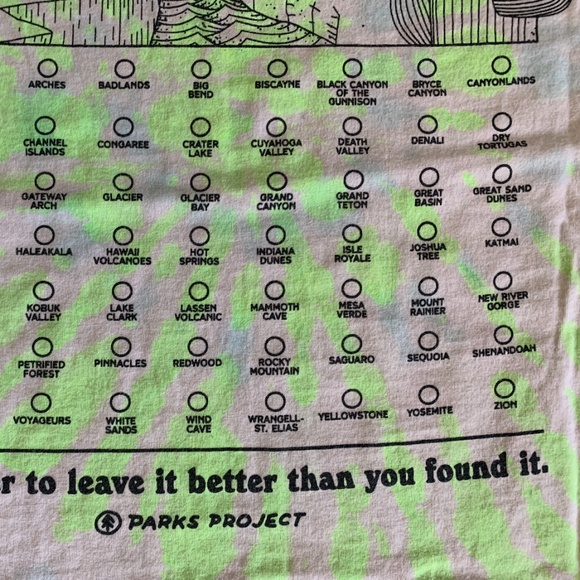 ARCHES BADLANDS BIG BEND BISCAYNE BLACK CANYON OF THE GUNNISON BRYCE CANYON CANYONLANDS
CHANNEL ISLANDS CONGAREE CRATER LAKE CUYAHOGA VALLEY DEATH VALLEY DENALI DRY TORTUGAS
GATEWAY ARCH GLACIER GLACIER BAY GRAND CANYON GRAND TETON GREAT BASIN GREAT SAND DUNES
HALEAKALA HAWAII VOLCANOES HOT SPRINGS INDIANA DUNES ISLE ROYALE JOSHUA TREE KATMAI
KOBUK VALLEY LAKE CLARK LASSEN VOLCANIC MAMMOTH CAVE MESA VERDE MOUNT RAINIER NEW RIVER GORGE
PETRIFIED FOREST PINNACLES REDWOOD ROCKY MOUNTAIN SAGUARO SEQUOIA SHENANDOAH
VOYAGEURS WHITE SANDS WIND CAVE WRANGELL-ST. ELIAS YELLOWSTONE YOSEMITE ZION
r to leave it better than you found it.
PARKS PROJECT